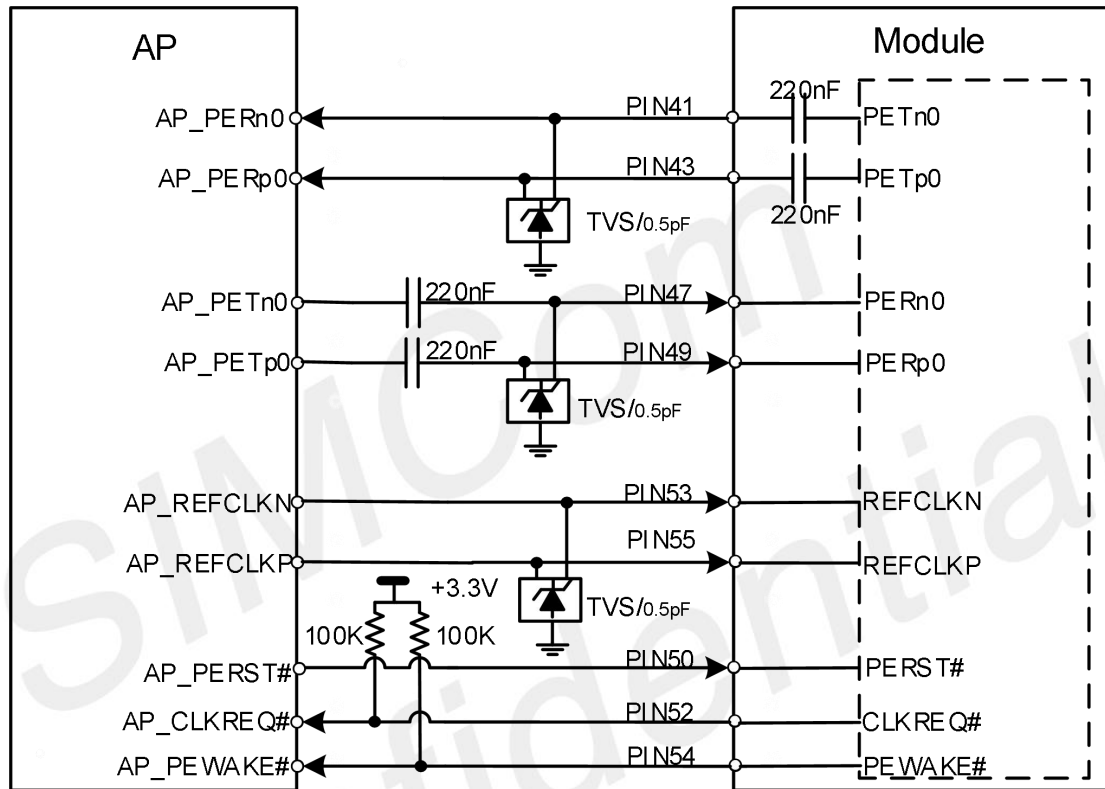 AP
Module
220nF
AP_PERn0
PIN41
PETn0
AP_PERp0
PIN43
PETp0
220nF
TVS/0.5pF
AP_PETn0
220nF
PIN47
PERn0
AP_PETp0
220nF
PIN49
PERp0
TVS/0.5pF
AP_REFCLKN
PIN53
REFCLKN
AP_REFCLKP
PIN55
REFCLKP
+3.3V
TVS/0.5pF
100K
100K
AP_PERST#
PIN50
PERST#
AP_CLKREQ#
PIN52
CLKREQ#
AP_PEWAKE#
PIN54
PEWAKE#
SIMCom
fidential